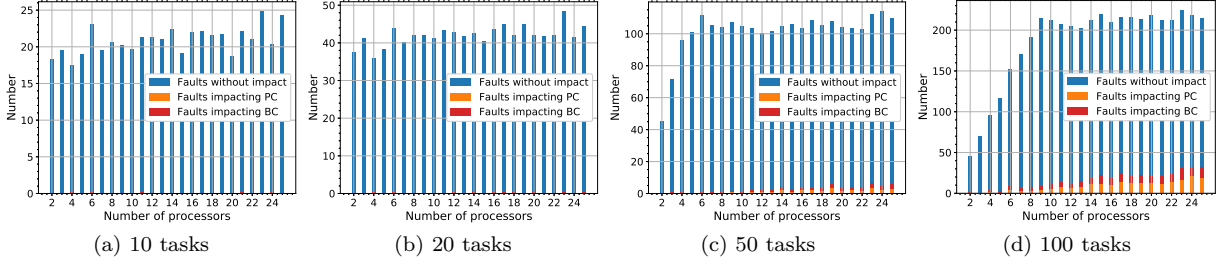 25
20
15
10
5
0
Number
Faults without impact
Faults impacting PC
Faults impacting BC
2 4 6 8 10 12 14 16 18 20 22 24
Number of processors
(a) 10 tasks
50
40
30
20
10
0
Number
Faults without impact
Faults impacting PC
Faults impacting BC
2 4 6 8 10 12 14 16 18 20 22 24
Number of processors
(b) 20 tasks
100
80
60
40
20
0
Number
Faults without impact
Faults impacting PC
Faults impacting BC
2 4 6 8 10 12 14 16 18 20 22 24
Number of processors
(c) 50 tasks
200
150
100
50
0
Number
Faults without impact
Faults impacting PC
Faults impacting BC
2 4 6 8 10 12 14 16 18 20 22 24
Number of processors
(d) 100 tasks